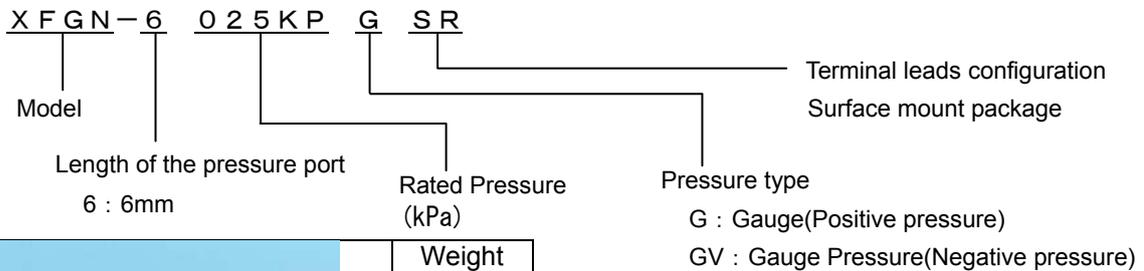 XFGN-6 025KP G SR
Terminal leads configuration
Surface mount package
Model
Length of the pressure port
6 : 6mm
Rated Pressure
(kPa)
Pressure type
G : Gauge(Positive pressure)
GV : Gauge Pressure(Negative pressure)
Weight